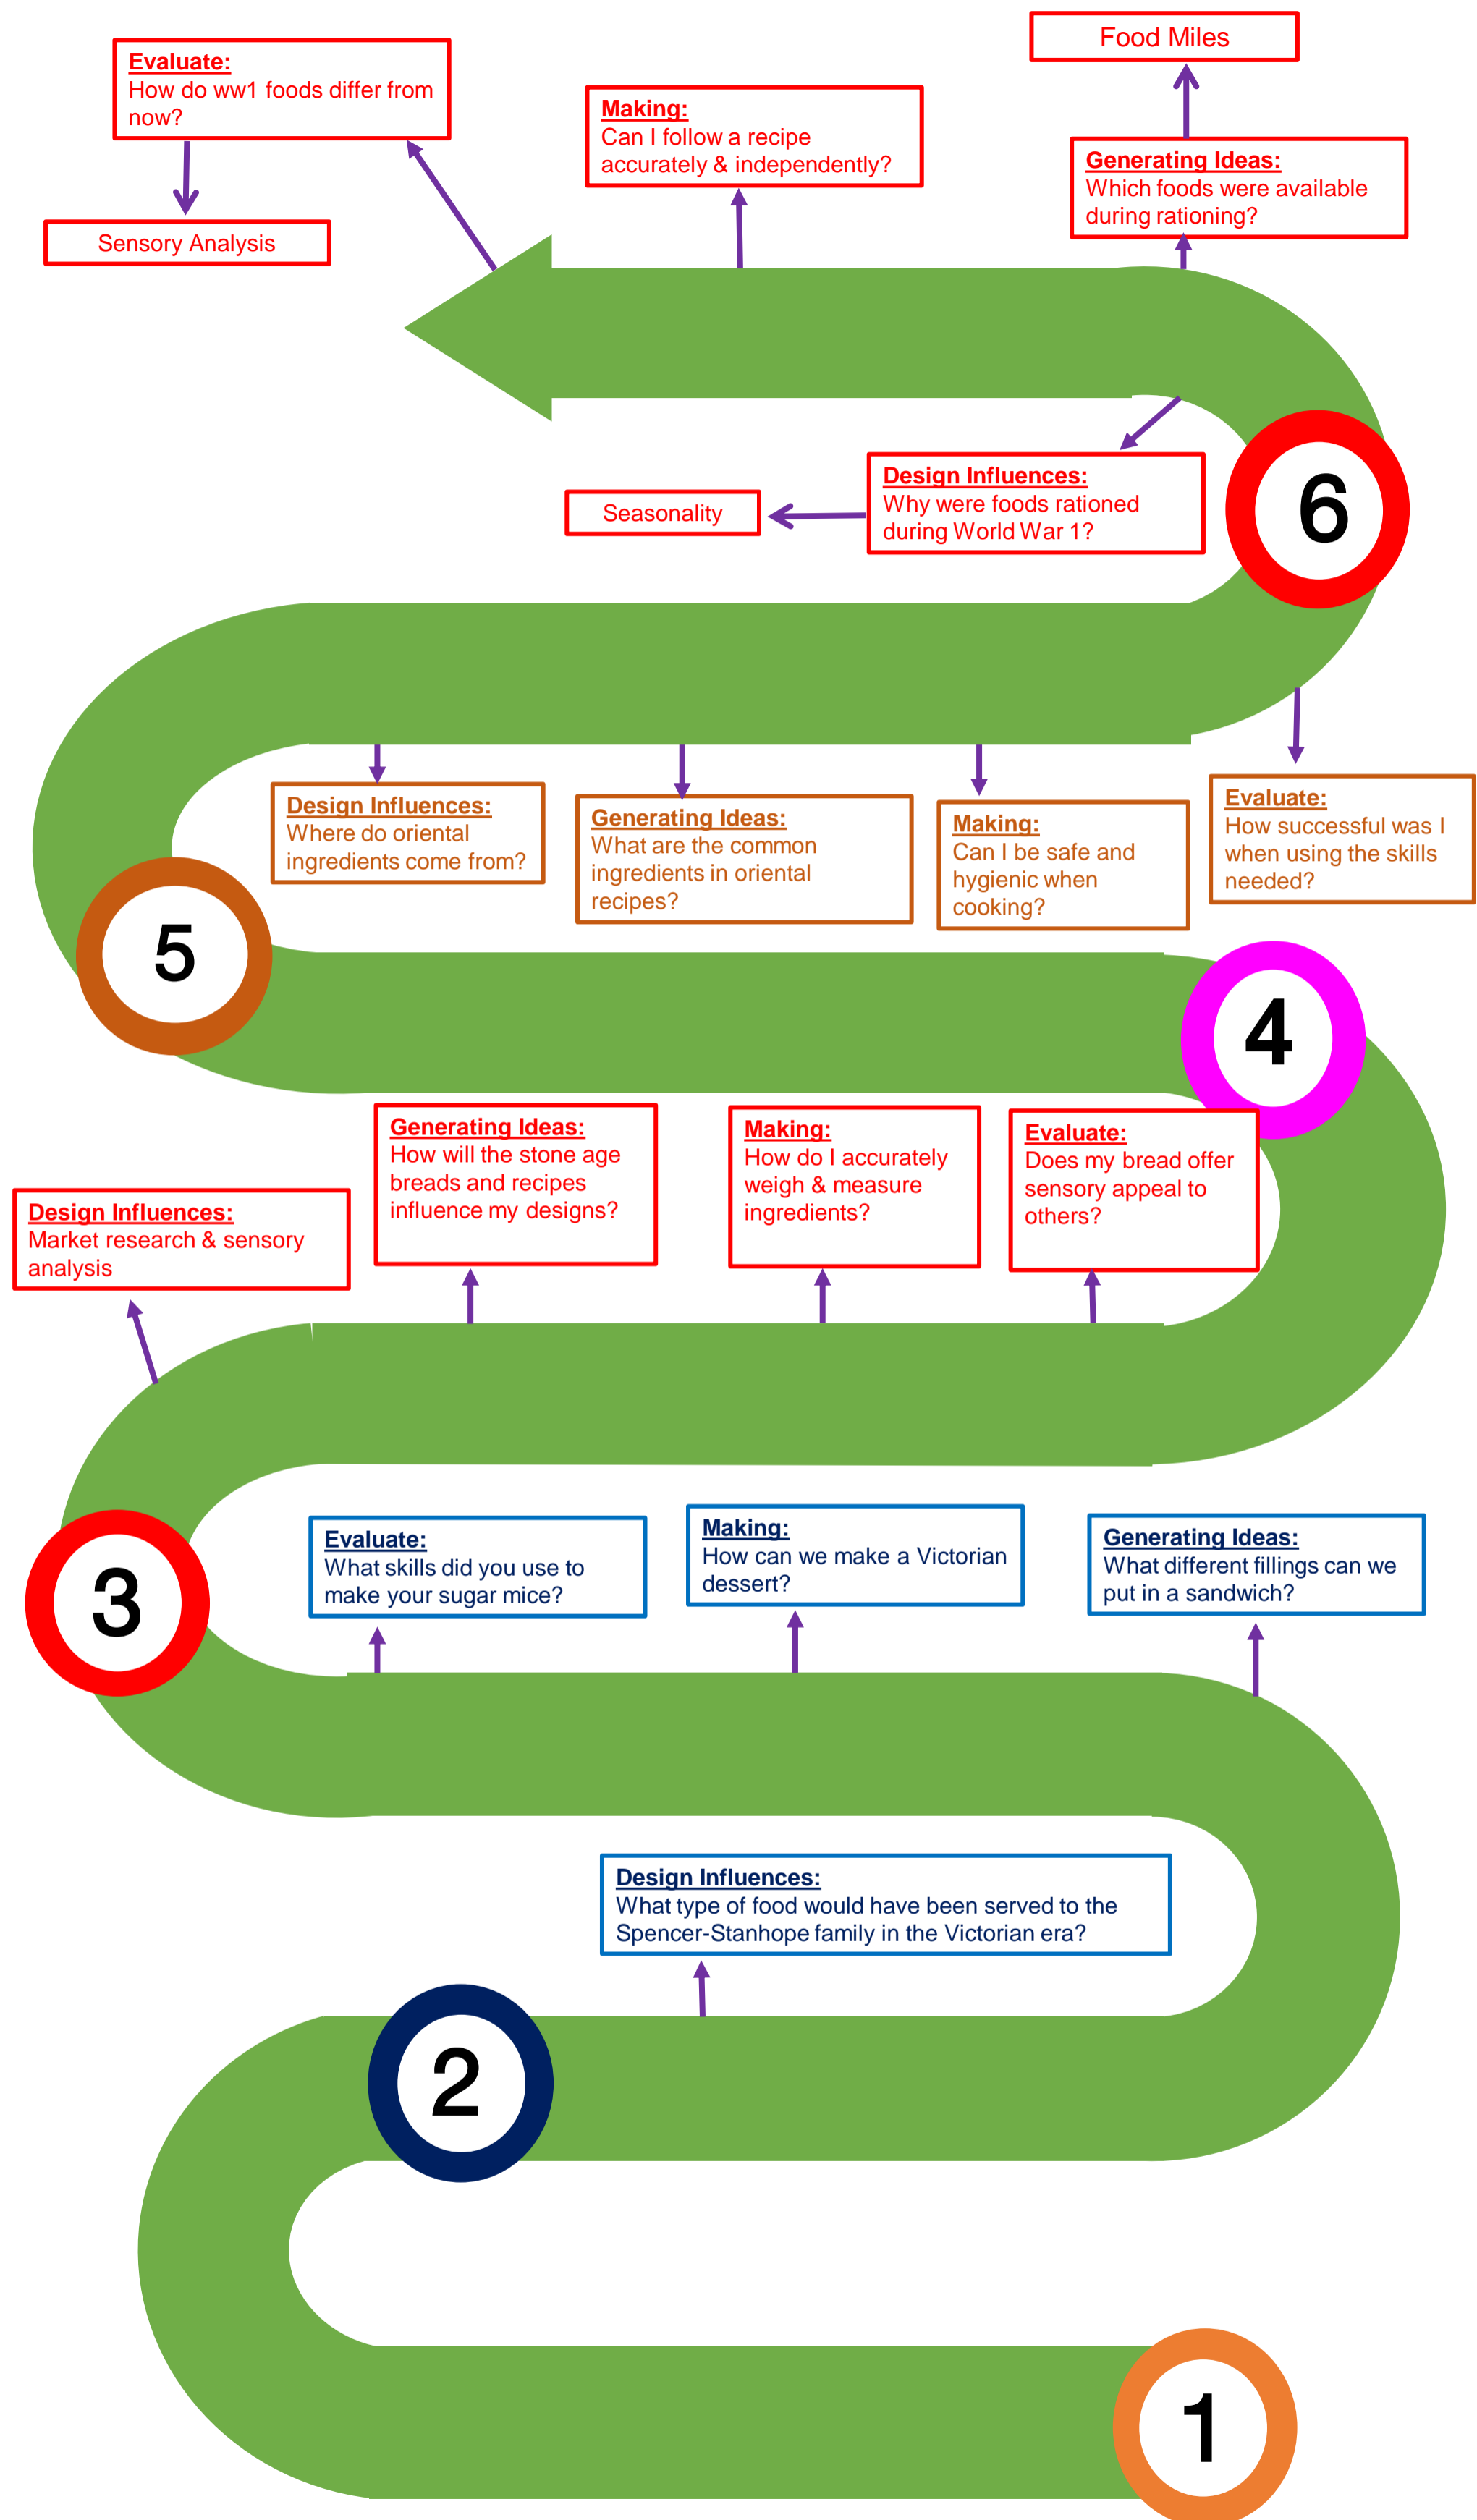 Food Miles
Evaluate:
How do ww1 foods differ from
now?
Making:
Can I follow a recipe
accurately & independently?
Generating Ideas:
Which foods were available
during rationing?
Sensory Analysis
Design Influences:
Why were foods rationed
during World War 1?
Seasonality
6
Design Influences:
Where do oriental
ingredients come from?
Generating Ideas:
What are the common
ingredients in oriental
recipes?
Making:
Can I be safe and
hygienic when
cooking?
Evaluate:
How successful was I
when using the skills
needed?
5
4
Design Influences:
Market research & sensory
analysis
Generating Ideas:
How will the stone age
breads and recipes
influence my designs?
Making:
How do I accurately
weigh & measure
ingredients?
Evaluate:
Does my bread offer
sensory appeal to
others?
3
Evaluate:
What skills did you use to
make your sugar mice?
Making:
How can we make a Victorian
dessert?
Generating Ideas:
What different fillings can we
put in a sandwich?
Design Influences:
What type of food would have been served to the
Spencer-Stanhope family in the Victorian era?
2
1